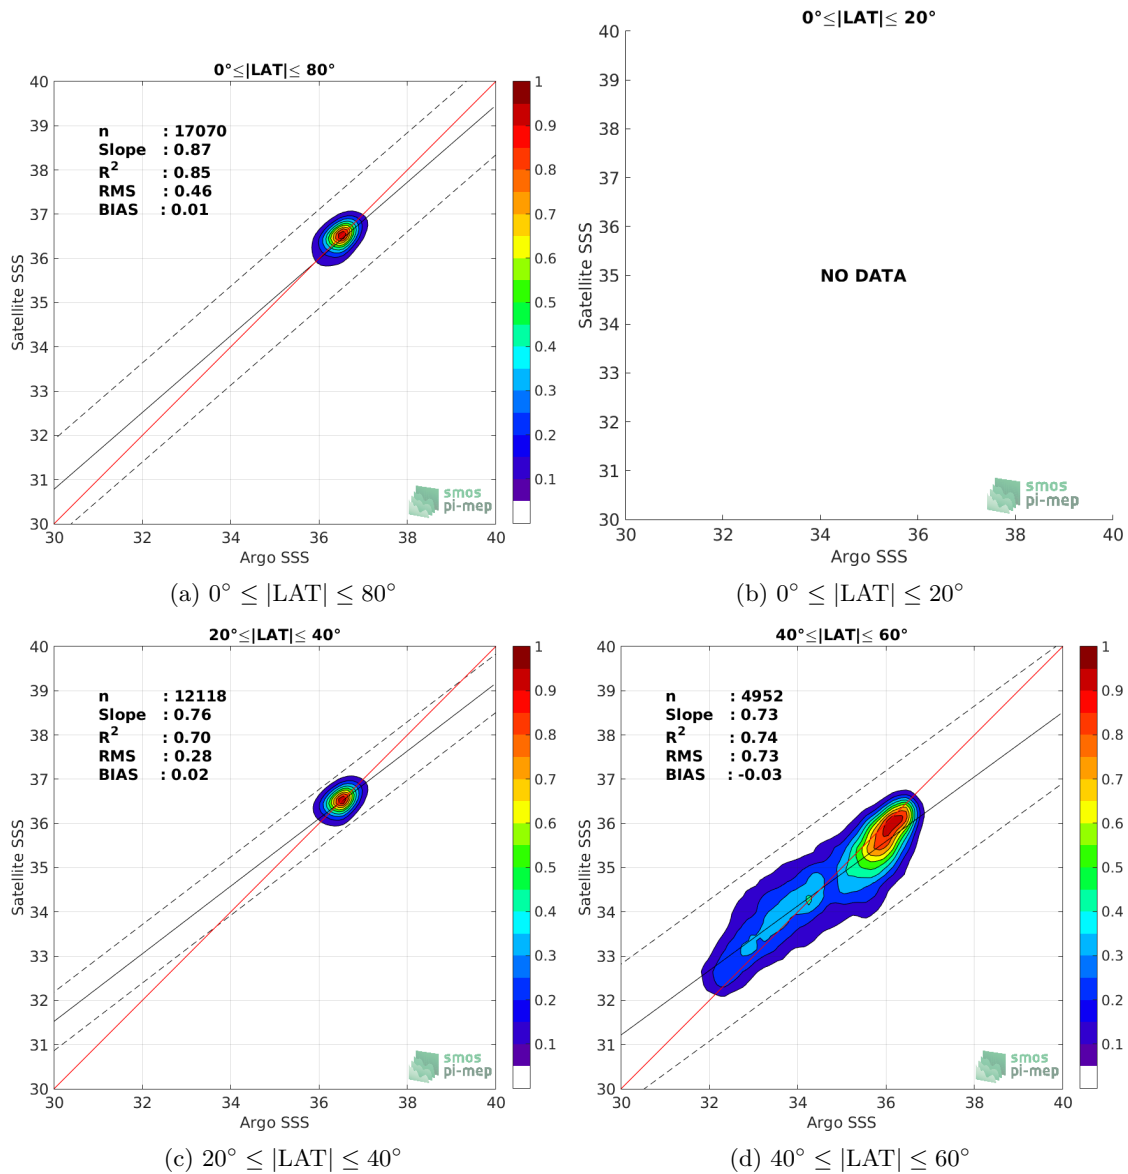 0°≤|LAT|≤ 80°
40
39
38
37
36
35
34
33
32
31
30
Satellite SSS
n : 17070
Slope : 0.87
R² : 0.85
RMS : 0.46
BIAS : 0.01
1
0.9
0.8
0.7
0.6
0.5
0.4
0.3
0.2
0.1
smos
pi-mep
30 32 34 36 38 40
Argo SSS
(a) 0° ≤ |LAT| ≤ 80°
0°≤|LAT|≤ 20°
40
39
38
37
36
35
34
33
32
31
30
Satellite SSS
NO DATA
smos
pi-mep
30 32 34 36 38 40
Argo SSS
(b) 0° ≤ |LAT| ≤ 20°
20°≤|LAT|≤ 40°
40
39
38
37
36
35
34
33
32
31
30
Satellite SSS
n : 12118
Slope : 0.76
R² : 0.70
RMS : 0.28
BIAS : 0.02
1
0.9
0.8
0.7
0.6
0.5
0.4
0.3
0.2
0.1
smos
pi-mep
30 32 34 36 38 40
Argo SSS
(c) 20° ≤ |LAT| ≤ 40°
40°≤|LAT|≤ 60°
40
39
38
37
36
35
34
33
32
31
30
Satellite SSS
n : 4952
Slope : 0.73
R² : 0.74
RMS : 0.73
BIAS : -0.03
1
0.9
0.8
0.7
0.6
0.5
0.4
0.3
0.2
0.1
smos
pi-mep
30 32 34 36 38 40
Argo SSS
(d) 40° ≤ |LAT| ≤ 60°